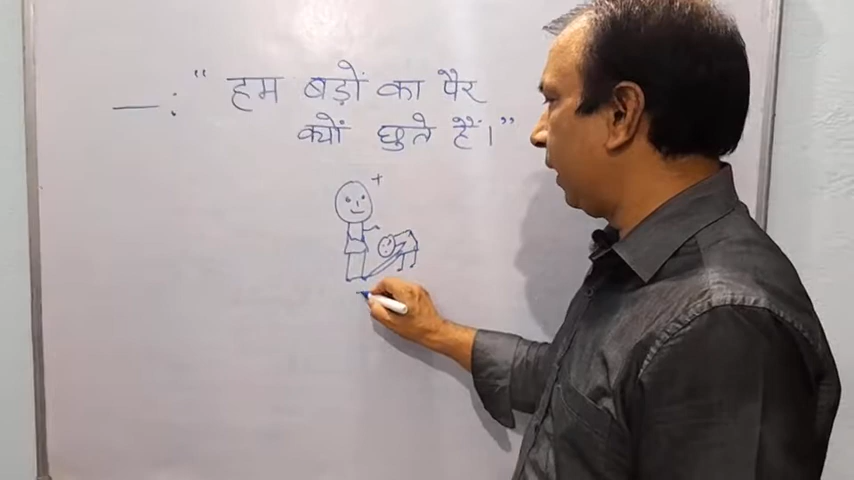 —: " हम बड़ों का पैर
क्यों छुते हैं। "
+